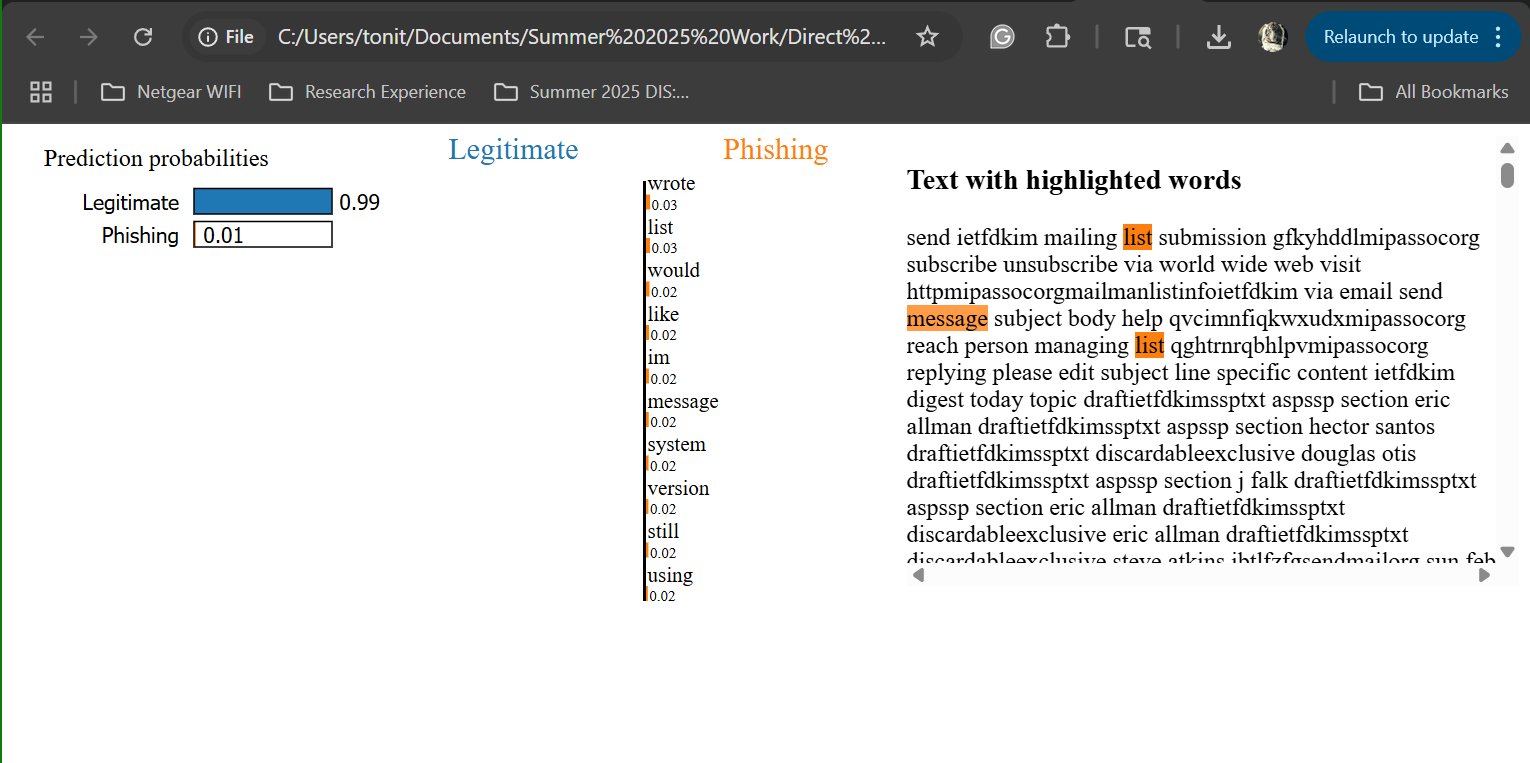 File C:/Users/tonit/Documents/Summer%202025%20Work/Direct%2... Relaunch to update
Netgear WIFI Research Experience Summer 2025 DIS:... All Bookmarks
Prediction probabilities
Legitimate 0.99
Phishing 0.01
Legitimate Phishing
wrote
0.03
list
0.03
would
0.02
like
0.02
im
0.02
message
0.02
system
0.02
version
0.02
still
0.02
using
0.02
Text with highlighted words
send ietfdkim mailing list submission gfkyhddlmipassocorg
subscribe unsubscribe via world wide web visit
httpmipassocorgmailmanlistinfoietfdkim via email send
message subject body help qvcimnfiqkwxudxmipassocorg
reach person managing list qghtrnrqbhlpvmipassocorg
replying please edit subject line specific content ietfdkim
digest today topic draftietfdkimssptxt aspssp section eric
allman draftietfdkimssptxt aspssp section hector santos
draftietfdkimssptxt discardableexclusive douglas otis
draftietfdkimssptxt aspssp section j falk draftietfdkimssptxt
aspssp section eric allman draftietfdkimssptxt
discardableexclusive eric allman draftietfdkimssptxt
discardableexclusive steve atkins jbtlfzfgsendmailorg sun feb